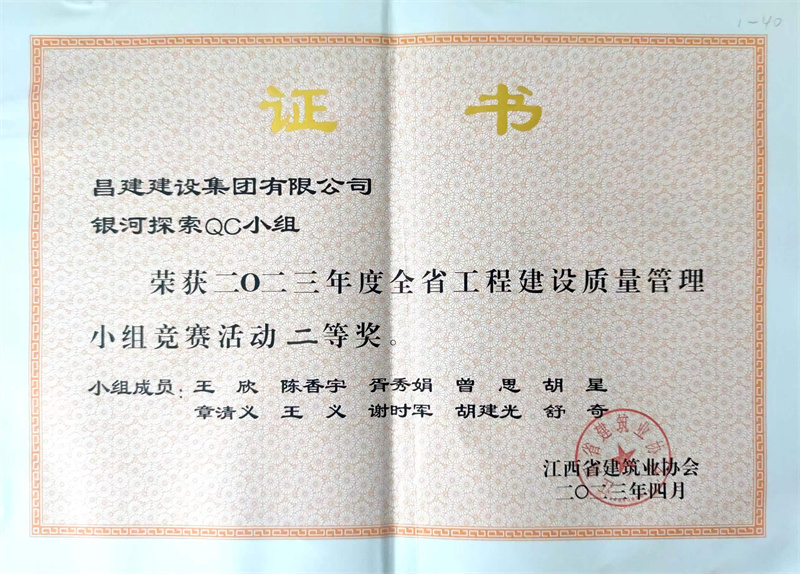 1-40
证 书
昌建建设集团有限公司
银河探索QC小组
荣获二〇二三年度全省工程建设质量管理
小组竞赛活动 二等奖。
小组成员：王 欣 陈香宇 胥秀娟 曾 思 胡 星
章清义 王 义 谢时军 胡建光 舒 奇
江西省建筑业协会
二〇二三年四月